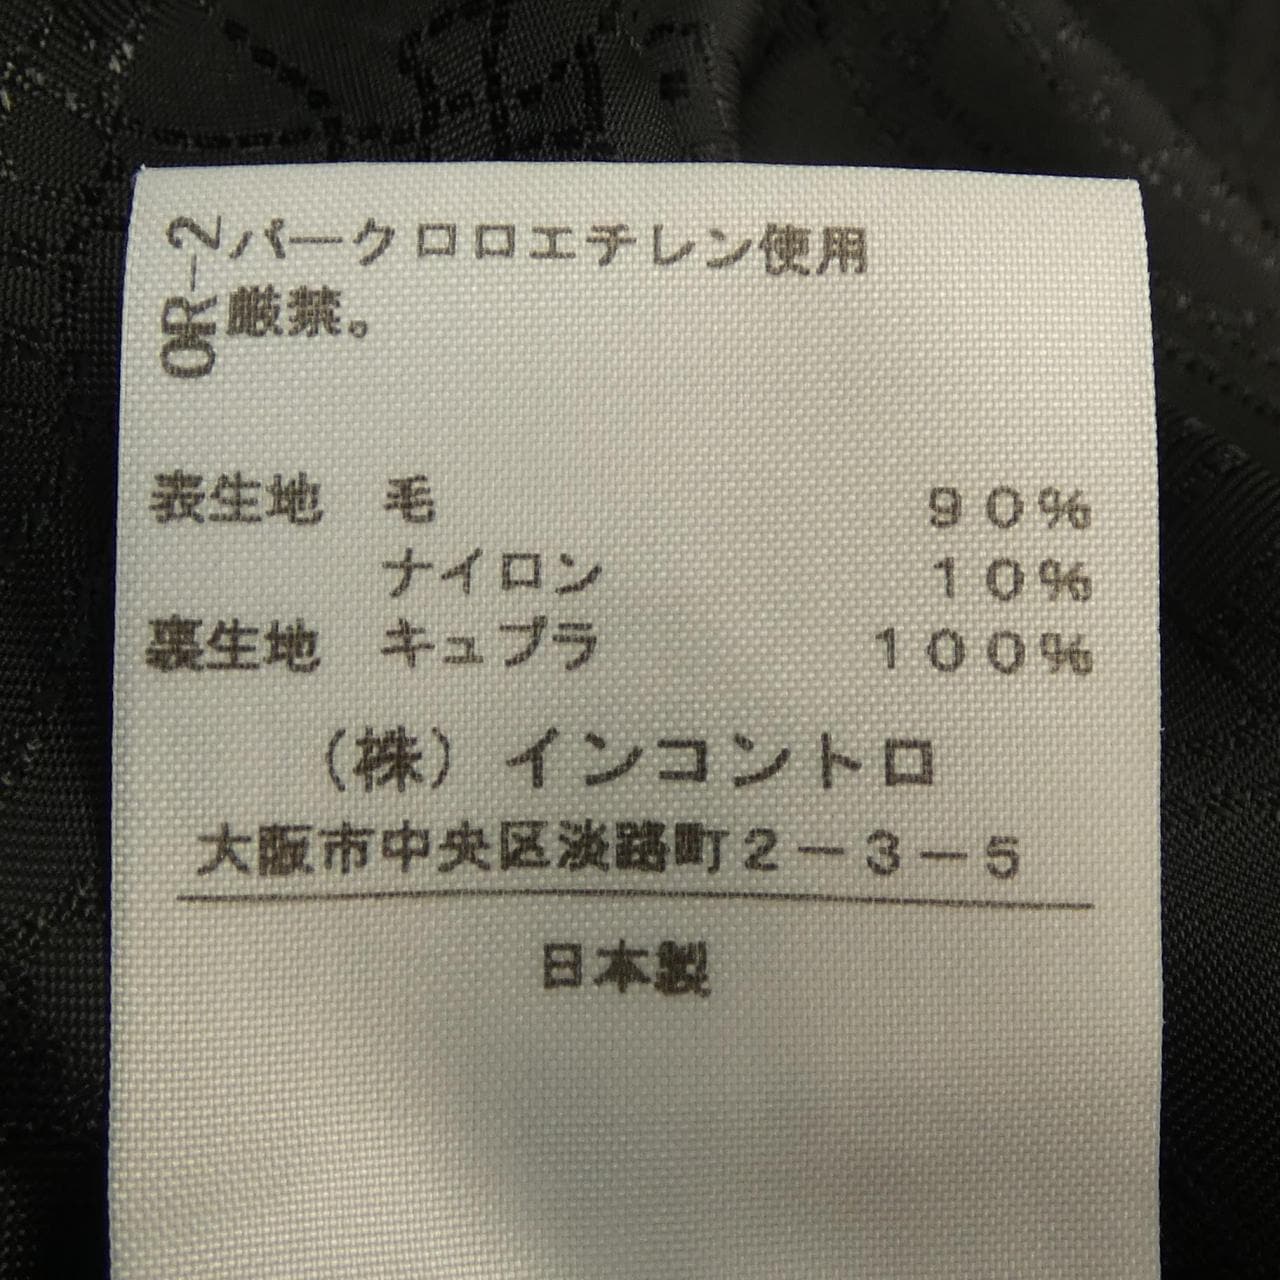 OR-2
パークロロエチレン使用
厳禁。
表生地 毛 90%
ナイロン 10%
裏生地 キュプラ 100%
(株) インコントロ
大阪市中央区淡路町2-3-5
日本製